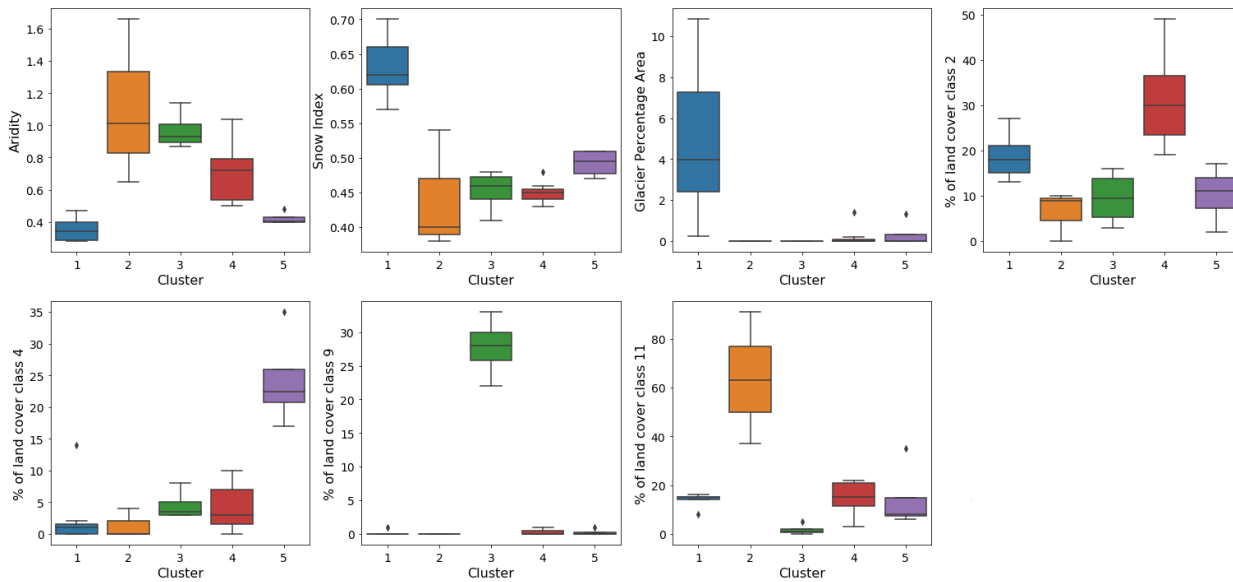 Aridity
1.6
1.4
1.2
1.0
0.8
0.6
0.4
1 2 3 4 5
Cluster
Snow Index
0.70
0.65
0.60
0.55
0.50
0.45
0.40
1 2 3 4 5
Cluster
Glacier Percentage Area
10
8
6
4
2
0
1 2 3 4 5
Cluster
% of land cover class 2
50
40
30
20
10
0
1 2 3 4 5
Cluster
% of land cover class 4
35
30
25
20
15
10
5
0
1 2 3 4 5
Cluster
% of land cover class 9
30
25
20
15
10
5
0
1 2 3 4 5
Cluster
% of land cover class 11
80
60
40
20
0
1 2 3 4 5
Cluster